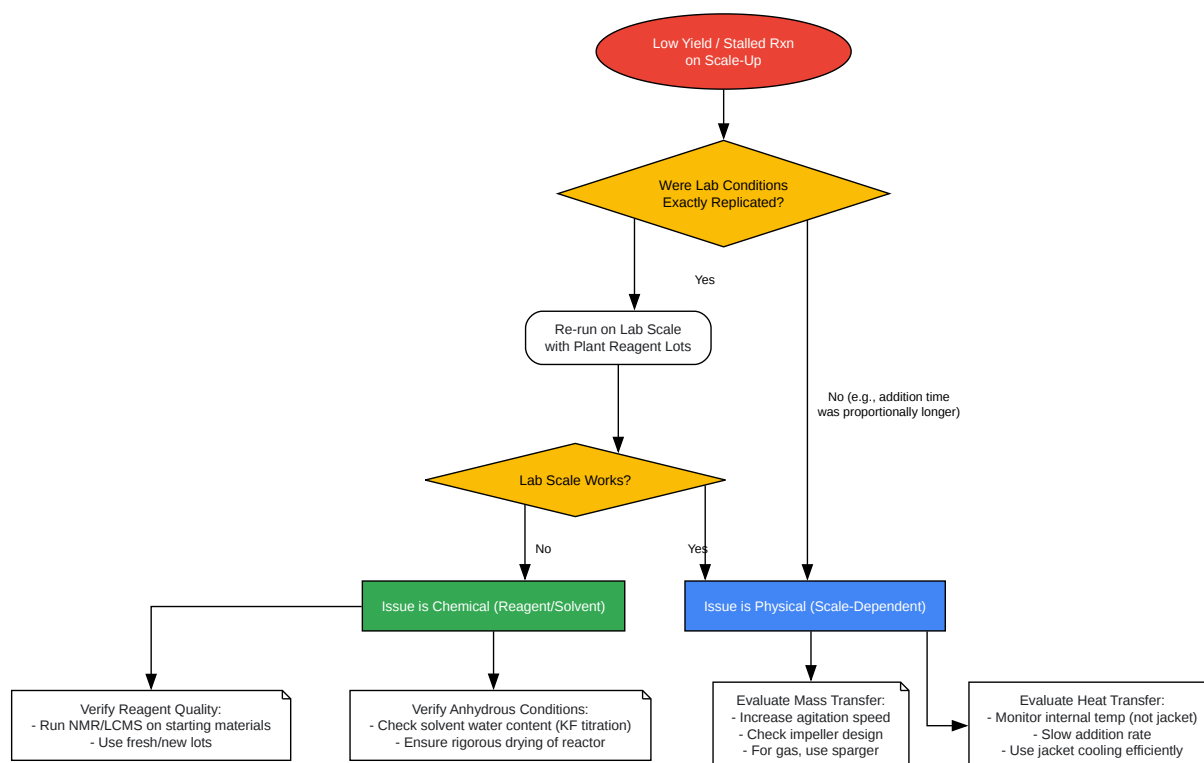 Low Yield / Stalled Rxn
on Scale-Up
Were Lab Conditions
Exactly Replicated?
Yes
Re-run on Lab Scale
with Plant Reagent Lots
No (e.g., addition time
was proportionally longer)
Lab Scale Works?
No
Yes
Issue is Chemical (Reagent/Solvent)
Issue is Physical (Scale-Dependent)
Verify Reagent Quality:
- Run NMR/LCMS on starting materials
- Use fresh/new lots
Verify Anhydrous Conditions:
- Check solvent water content (KF titration)
- Ensure rigorous drying of reactor
Evaluate Mass Transfer:
- Increase agitation speed
- Check impeller design
- For gas, use sparger
Evaluate Heat Transfer:
- Monitor internal temp (not jacket)
- Slow addition rate
- Use jacket cooling efficiently